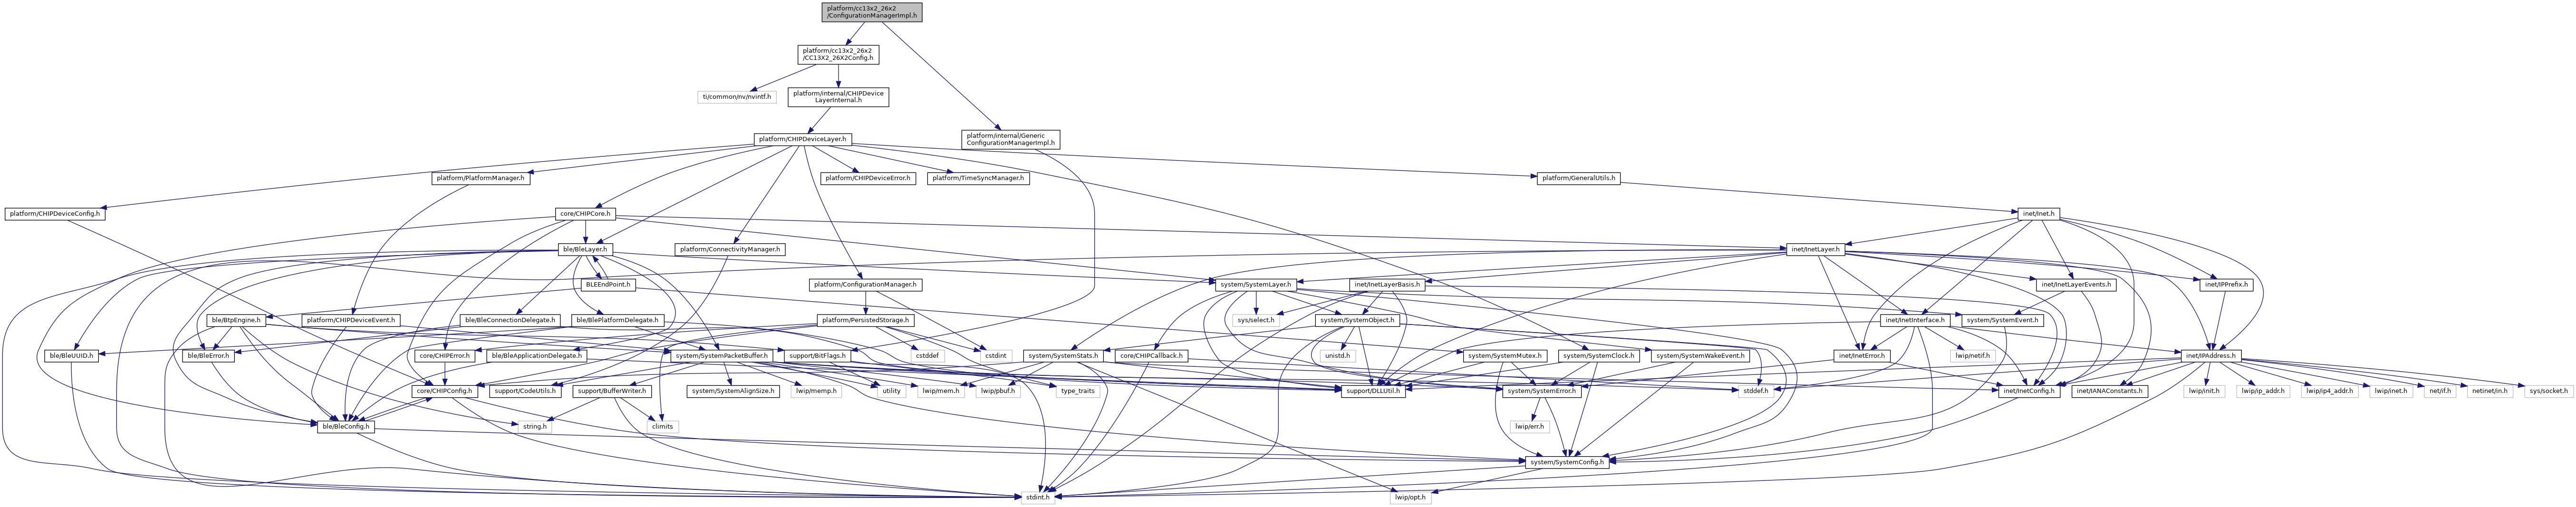 platform/cc13x2_26x2
/ConfigurationManagerImpl.h
platform/cc13x2_26x2
/CC13X2_26X2Config.h
ti/common/nv/nvintf.h
platform/internal/CHIPDevice
LayerInternal.h
platform/CHIPDeviceLayer.h
platform/internal/Generic
ConfigurationManagerImpl.h
platform/PlatformManager.h
platform/CHIPDeviceError.h
platform/TimeSyncManager.h
platform/GeneralUtils.h
platform/CHIPDeviceConfig.h
core/CHIPCore.h
inet/Inet.h
ble/BleLayer.h
platform/ConnectivityManager.h
inet/InetLayer.h
BLEEndPoint.h
platform/ConfigurationManager.h
system/SystemLayer.h
inet/InetLayerBasis.h
inet/InetLayerEvents.h
inet/IPPrefix.h
ble/BtpEngine.h
platform/CHIPDeviceEvent.h
ble/BleConnectionDelegate.h
ble/BlePlatformDelegate.h
platform/PersistedStorage.h
sys/select.h
system/SystemObject.h
inet/InetInterface.h
system/SystemEvent.h
ble/BleUUID.h
ble/BleError.h
core/CHIPError.h
ble/BleApplicationDelegate.h
system/SystemPacketBuffer.h
support/BitFlags.h
cstddef
cstdint
system/SystemStats.h
core/CHIPCallback.h
unistd.h
system/SystemMutex.h
system/SystemClock.h
system/SystemWakeEvent.h
inet/InetError.h
lwip/netif.h
inet/IPAddress.h
core/CHIPConfig.h
support/CodeUtils.h
support/BufferWriter.h
system/SystemAlignSize.h
lwip/memp.h
utility
lwip/mem.h
lwip/pbuf.h
type_traits
support/DLLUtil.h
system/SystemError.h
stddef.h
inet/InetConfig.h
inet/IANAConstants.h
lwip/init.h
lwip/ip_addr.h
lwip/ip4_addr.h
lwip/inet.h
net/if.h
netinet/in.h
sys/socket.h
ble/BleConfig.h
string.h
climits
lwip/err.h
system/SystemConfig.h
stdint.h
lwip/opt.h